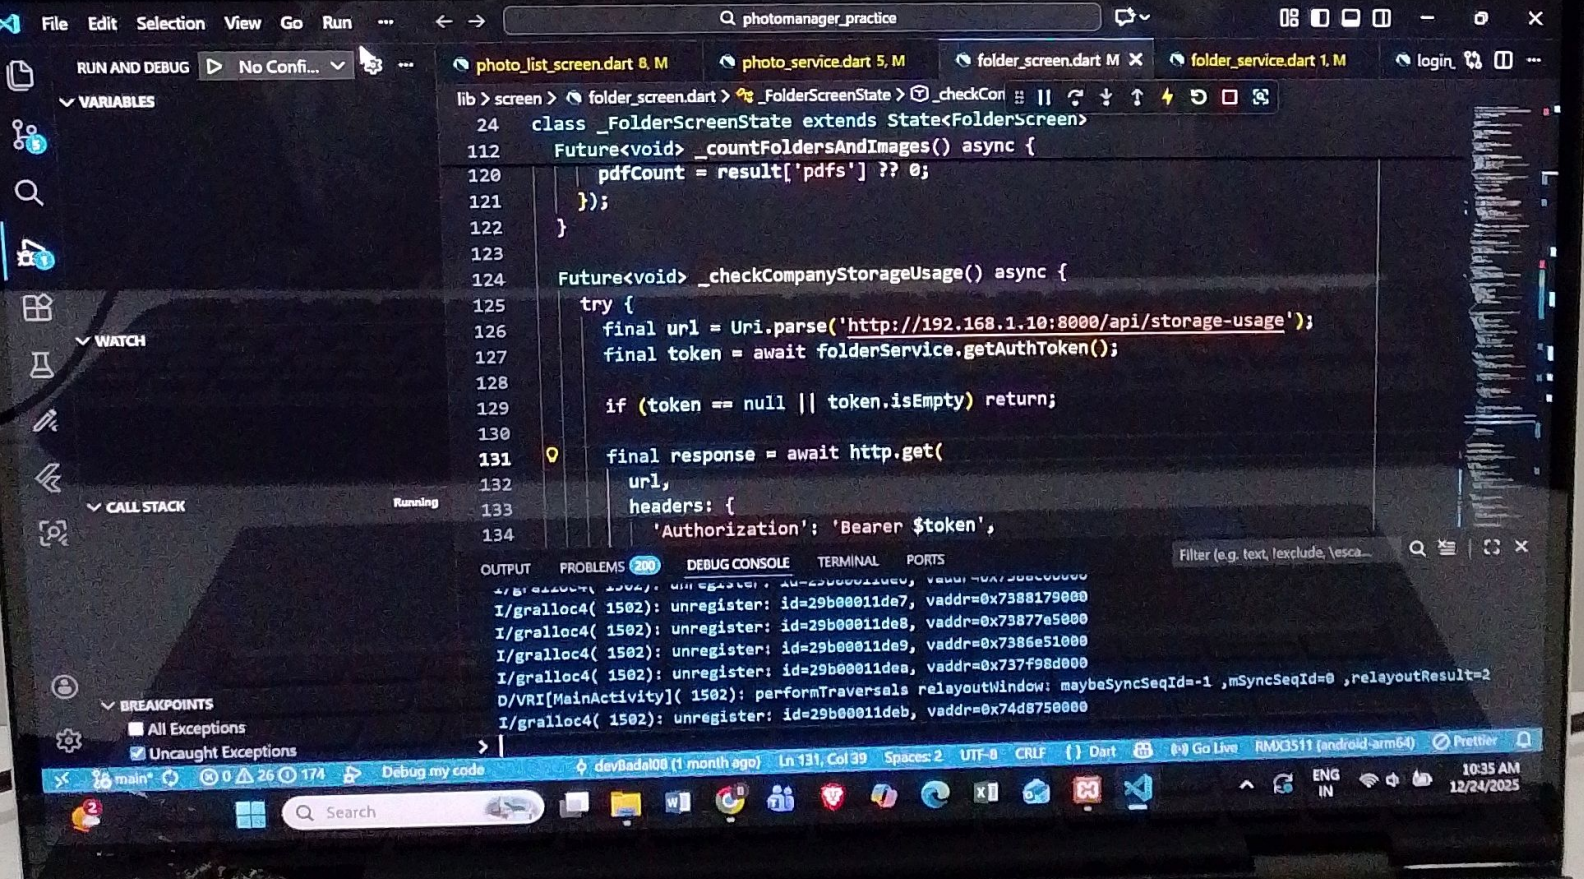 File Edit Selection View Go Run ··· ← → photomanager_practice
RUN AND DEBUG No Confi... ···
photo_list_screen.dart 8, M photo_service.dart 5, M folder_screen.dart M folder_service.dart 1, M login_ ···
VARIABLES
lib > screen > folder_screen.dart > _FolderScreenState > _checkCon
24 class _FolderScreenState extends State<FolderScreen>
112 Future<void> _countFoldersAndImages() async {
120 pdfCount = result['pdfs'] ?? 0;
121 });
122 }
123
124 Future<void> _checkCompanyStorageUsage() async {
125 try {
126 final url = Uri.parse('http://192.168.1.10:8000/api/storage-usage');
127 final token = await folderService.getAuthToken();
128
129 if (token == null || token.isEmpty) return;
130
131 final response = await http.get(
132 url,
133 headers: {
134 'Authorization': 'Bearer $token',
5
1
WATCH
CALL STACK Running
BREAKPOINTS
All Exceptions
Uncaught Exceptions
OUTPUT PROBLEMS 200 DEBUG CONSOLE TERMINAL PORTS Filter (e.g. text, !exclude, \esca...
I/gralloc4( 1502): unregister: id=29b00011de7, vaddr=0x7388179000
I/gralloc4( 1502): unregister: id=29b00011de8, vaddr=0x73877e5000
I/gralloc4( 1502): unregister: id=29b00011de9, vaddr=0x7386e51000
I/gralloc4( 1502): unregister: id=29b00011dea, vaddr=0x737f98d000
D/VRI[MainActivity]( 1502): performTraversals relayoutWindow: maybeSyncSeqId=-1 ,mSyncSeqId=0 ,relayoutResult=2
I/gralloc4( 1502): unregister: id=29b00011deb, vaddr=0x74d8750000
>
main* 0 26 174 Debug my code devBadal08 (1 month ago) Ln 131, Col 39 Spaces: 2 UTF-8 CRLF { } Dart Go Live RMX3511 (android-arm64) Prettier
2 Search ENG
IN
10:35 AM
12/24/2025